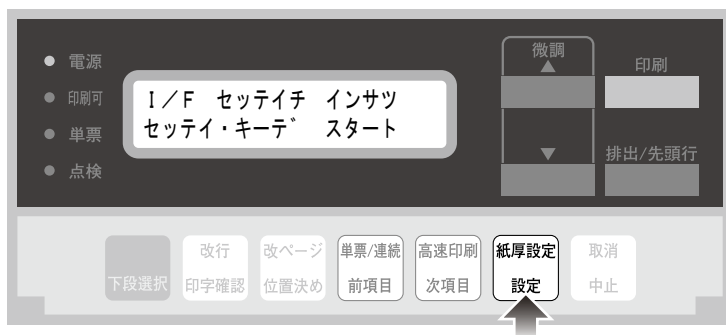 微調
電源
印刷
印刷可
I/F セッテイチ インサツ
セッテイ・キーデ゛ スタート
単票
排出/先頭行
点検
改行 改ページ 単票/連続 高速印刷 紙厚設定 取消
下段選択 印字確認 位置決め 前項目 次項目 設定 中止